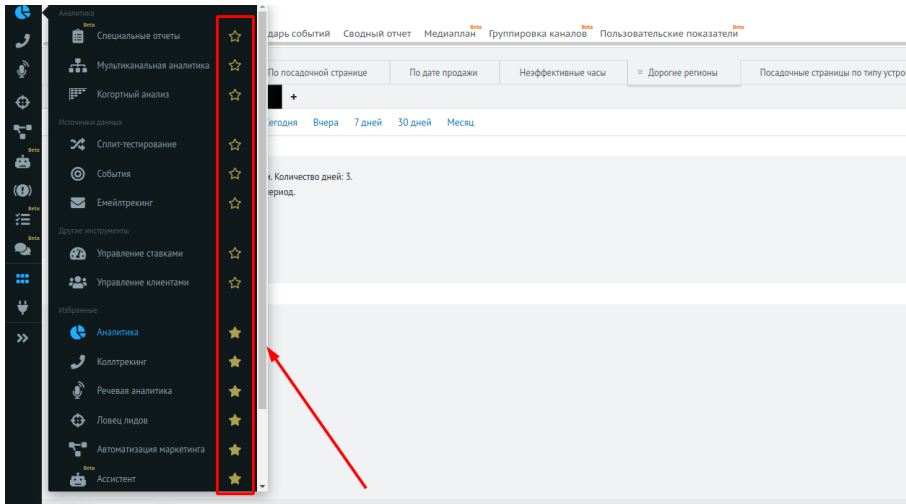 Аналитика
Beta
Специальные отчеты
Мультиканальная аналитика
Когортный анализ
Источники данных
Сплит-тестирование
События
Емейлтрекинг
Другие инструменты
Управление ставками
Управление клиентами
Избранные
Аналитика
Коллтрекинг
Речевая аналитика
Ловец лидов
Автоматизация маркетинга
Beta
Ассистент
Beta
Beta
Beta
Beta Beta Beta
дарь событий Сводный отчет Медиаплан Группировка каналов Пользовательские показатели
По посадочной странице По дате продажи Неэффективные часы = Дорогие регионы Посадочные страницы по типу устро
+
егодня Вчера 7 дней 30 дней Месяц
Количество дней: 3.
ериод.